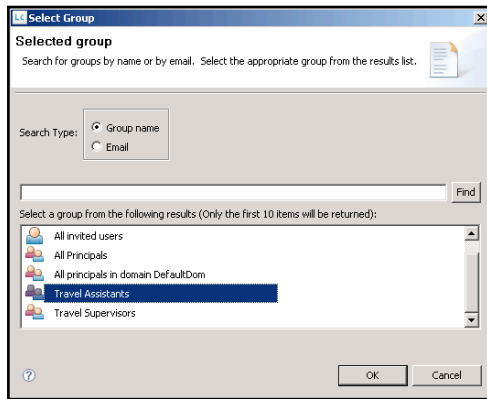 LC Select Group
Selected group
Search for groups by name or by email. Select the appropriate group from the results list.
Search Type:
Group name
Email
Find
Select a group from the following results (Only the first 10 items will be returned):
All invited users
All Principals
All principals in domain DefaultDom
Travel Assistants
Travel Supervisors
? OK Cancel